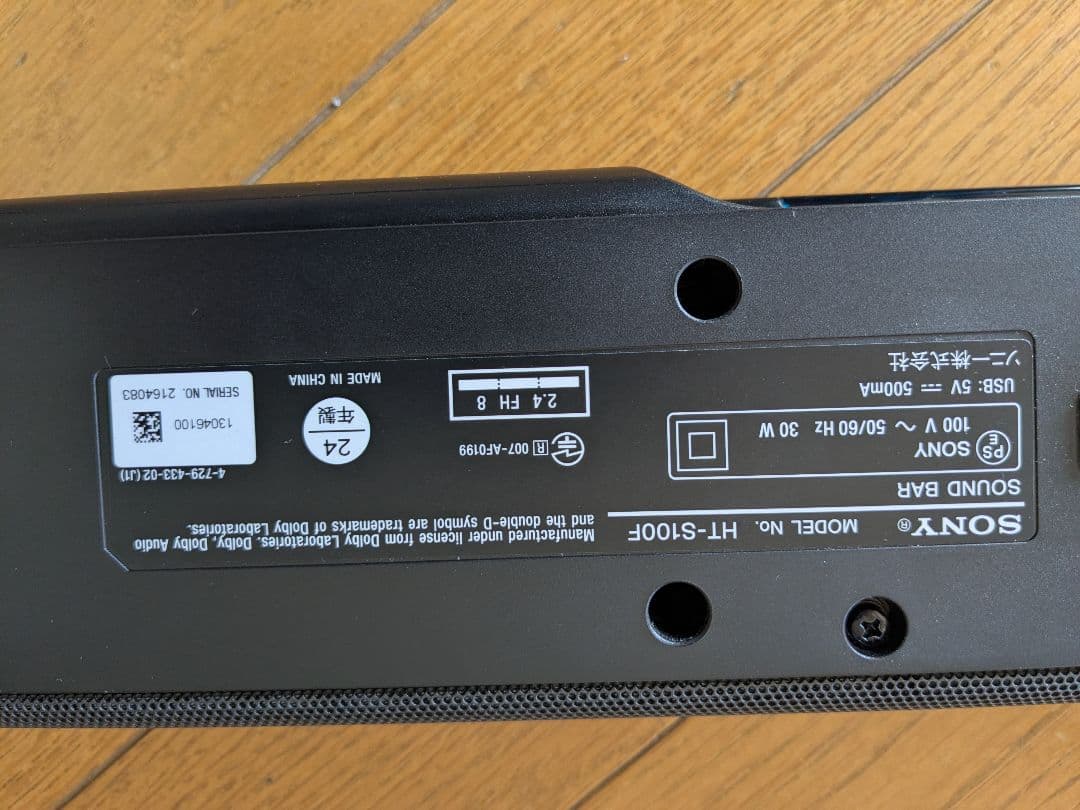 SONY® MODEL No. HT-S100F
SOUND BAR
PS E SONY
100 V ～ 50/60 Hz 30 W
USB: 5V ⎓ 500mA
ソニー株式会社
Manufactured under license from Dolby Laboratories. Dolby, Dolby Audio
and the double-D symbol are trademarks of Dolby Laboratories.
R 007-AF0199
2.4 FH 8
24
年製
MADE IN CHINA
4-729-433-02 (J1)
13046100
SERIAL NO. 2164083